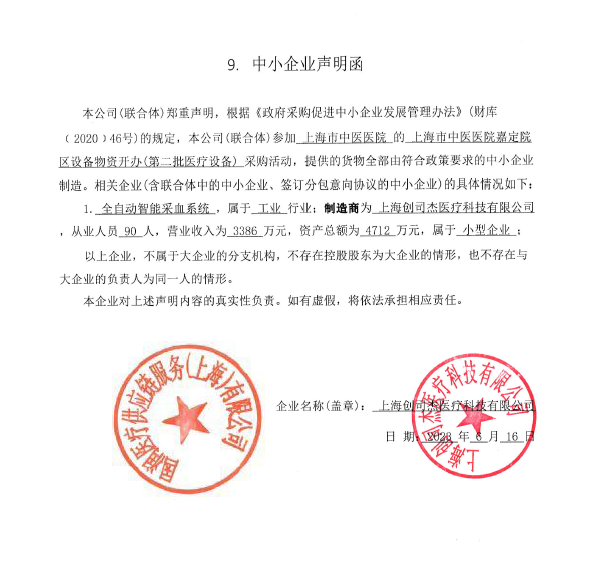 9. 中小企业声明函
本公司(联合体)郑重声明，根据《政府采购促进中小企业发展管理办法》(财库
﹝2020﹞46号)的规定，本公司(联合体)参加 上海市中医医院 的 上海市中医医院嘉定院
区设备物资开办(第二批医疗设备) 采购活动，提供的货物全部由符合政策要求的中小企业
制造。相关企业(含联合体中的中小企业、签订分包意向协议的中小企业)的具体情况如下：
1. 全自动智能采血系统 ，属于 工业 行业；制造商为 上海创司杰医疗科技有限公司
，从业人员 90 人，营业收入为 3386 万元，资产总额为 4712 万元，属于 小型企业 ；
以上企业，不属于大企业的分支机构，不存在控股股东为大企业的情形，也不存在与
大企业的负责人为同一人的情形。
本企业对上述声明内容的真实性负责。如有虚假，将依法承担相应责任。
国润医疗供应链服务(上海)有限公司
企业名称(盖章)： 上海创司杰医疗科技有限公司
日 期：2023 年 6 月 16 日
上海创司杰医疗科技有限公司